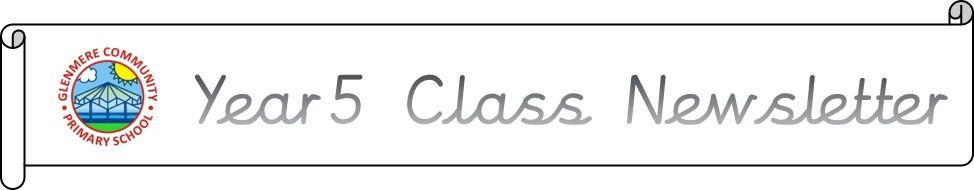 GLENMERE COMMUNITY
PRIMARY SCHOOL
Year 5 Class Newsletter